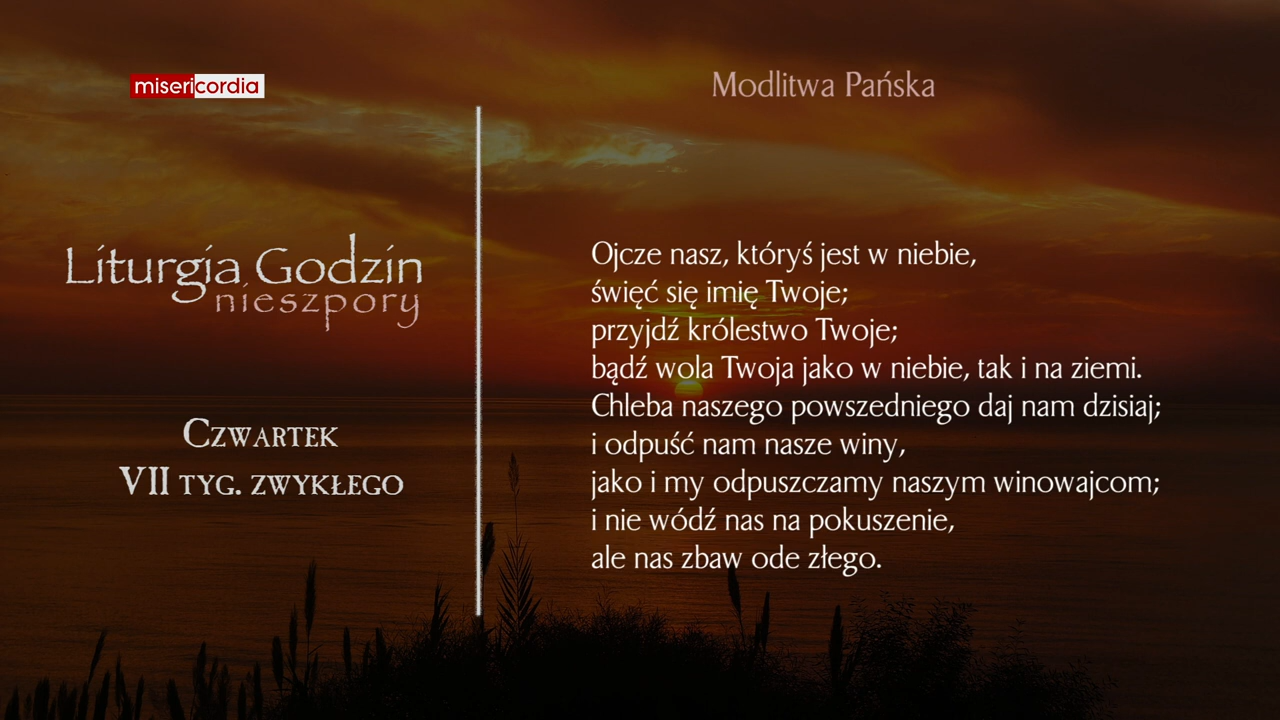 misericordia
Modlitwa Pańska
Liturgia Godzin
nieszpory
Czwartek
VII tyg. zwykłego
Ojcze nasz, któryś jest w niebie,
święć się imię Twoje;
przyjdź królestwo Twoje;
bądź wola Twoja jako w niebie, tak i na ziemi.
Chleba naszego powszedniego daj nam dzisiaj;
i odpuść nam nasze winy,
jako i my odpuszczamy naszym winowajcom;
i nie wódź nas na pokuszenie,
ale nas zbaw ode złego.